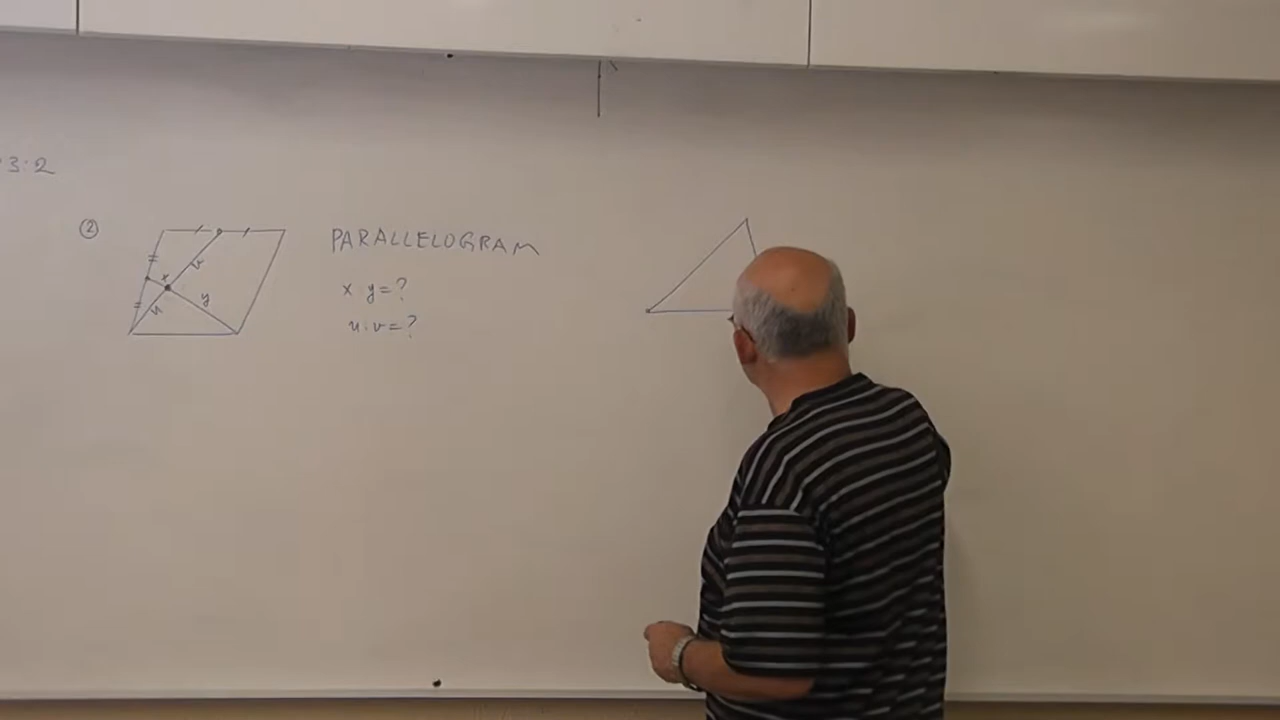 3:2
②
PARALLELOGRAM
x y = ?
u:v = ?
x
v
y
u